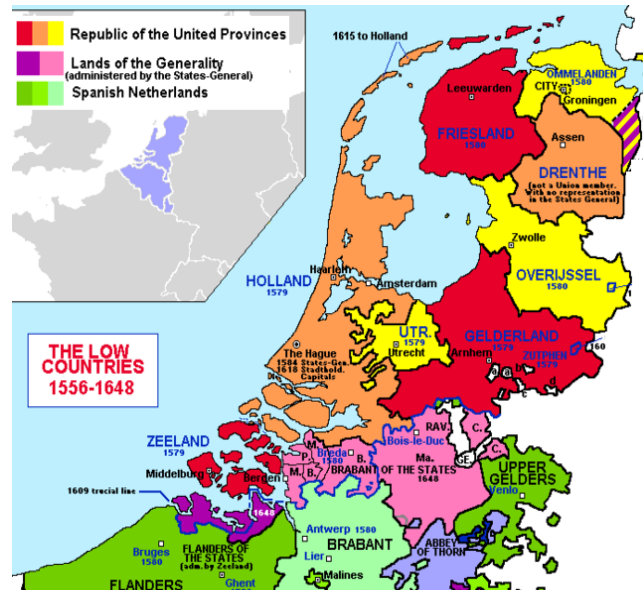 Republic of the United Provinces
Lands of the Generality
(administered by the States-General)
Spanish Netherlands
1615 to Holland
Leeuwarden
FRIESLAND
1580
OMMELANDEN
1580
CITY
Groningen
Assen
DRENTHE
(not a Union member.
With no representation
in the States General)
Zwolle
OVERIJSSEL
1580
HOLLAND
1579
Haarlem
Amsterdam
UTR.
1579
Utrecht
GELDERLAND
1579
Arnhem
ZUTPHEN
1579
THE LOW
COUNTRIES
1556-1648
The Hague
1584 States-Gen.
1618 Stadthold.
Capitals
a
b
c
d
ZEELAND
1579
Middelburg
Bergen
M.
P.
M.
B.
Breda
1580
B.
Bois-le-Duc
RAV.
C.
C.
GE.
Ma.
BRABANT OF THE STATES
1648
UPPER
GELDERS
Venlo
1609 trucial line
1648
FLANDERS OF
THE STATES
(adm. by Zeeland)
Bruges
1580
Ghent
FLANDERS
Antwerp 1580
Lier
BRABANT
Malines
ABBEY
OF THORN